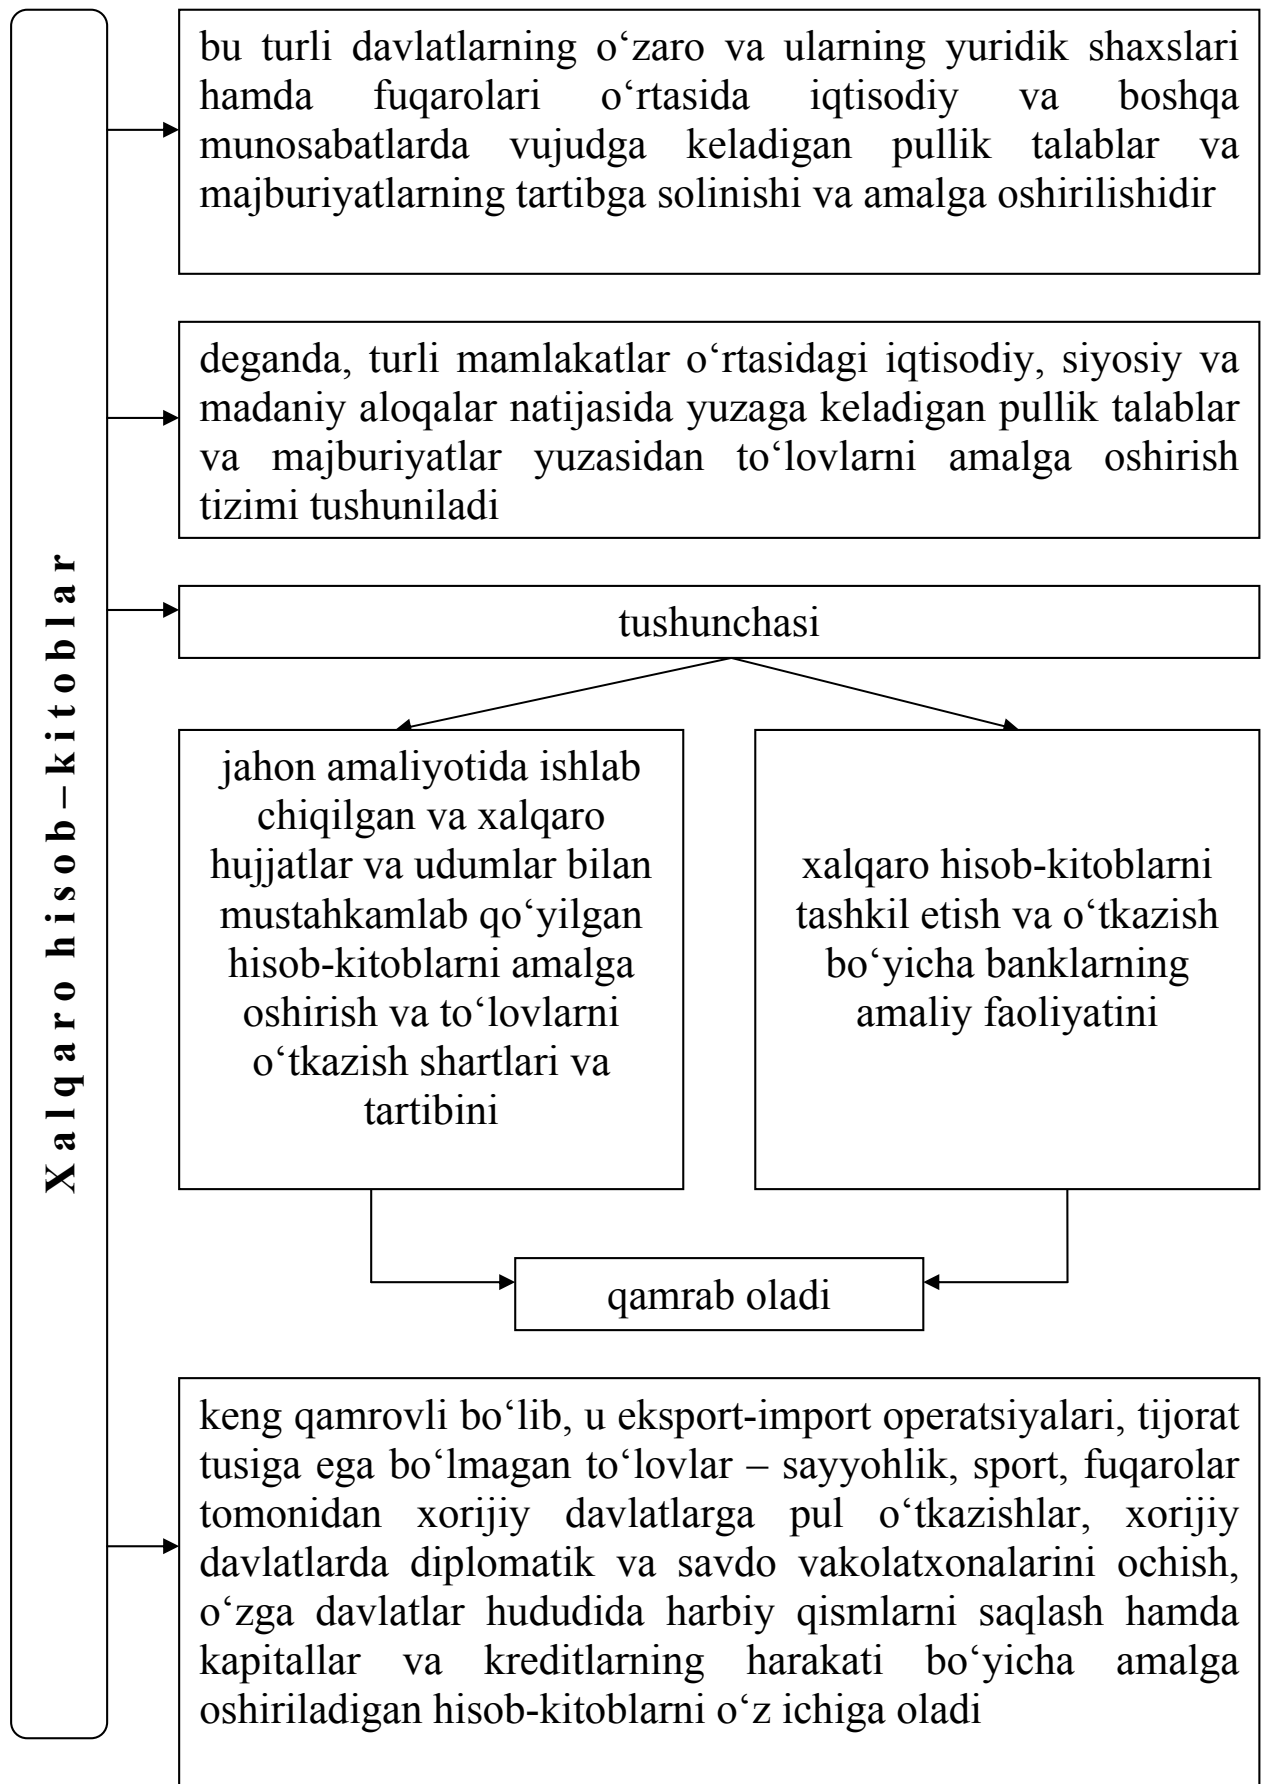 Xalqaro hisob–kitoblar
bu turli davlatlarning o‘zaro va ularning yuridik shaxslari
hamda fuqarolari o‘rtasida iqtisodiy va boshqa
munosabatlarda vujudga keladigan pullik talablar va
majburiyatlarning tartibga solinishi va amalga oshirilishidir
deganda, turli mamlakatlar o‘rtasidagi iqtisodiy, siyosiy va
madaniy aloqalar natijasida yuzaga keladigan pullik talablar
va majburiyatlar yuzasidan to‘lovlarni amalga oshirish
tizimi tushuniladi
tushunchasi
jahon amaliyotida ishlab
chiqilgan va xalqaro
hujjatlar va udumlar bilan
mustahkamlab qo‘yilgan
hisob-kitoblarni amalga
oshirish va to‘lovlarni
o‘tkazish shartlari va
tartibini
xalqaro hisob-kitoblarni
tashkil etish va o‘tkazish
bo‘yicha banklarning
amaliy faoliyatini
qamrab oladi
keng qamrovli bo‘lib, u eksport-import operatsiyalari, tijorat
tusiga ega bo‘lmagan to‘lovlar – sayyohlik, sport, fuqarolar
tomonidan xorijiy davlatlarga pul o‘tkazishlar, xorijiy
davlatlarda diplomatik va savdo vakolatxonalarini ochish,
o‘zga davlatlar hududida harbiy qismlarni saqlash hamda
kapitallar va kreditlarning harakati bo‘yicha amalga
oshiriladigan hisob-kitoblarni o‘z ichiga oladi